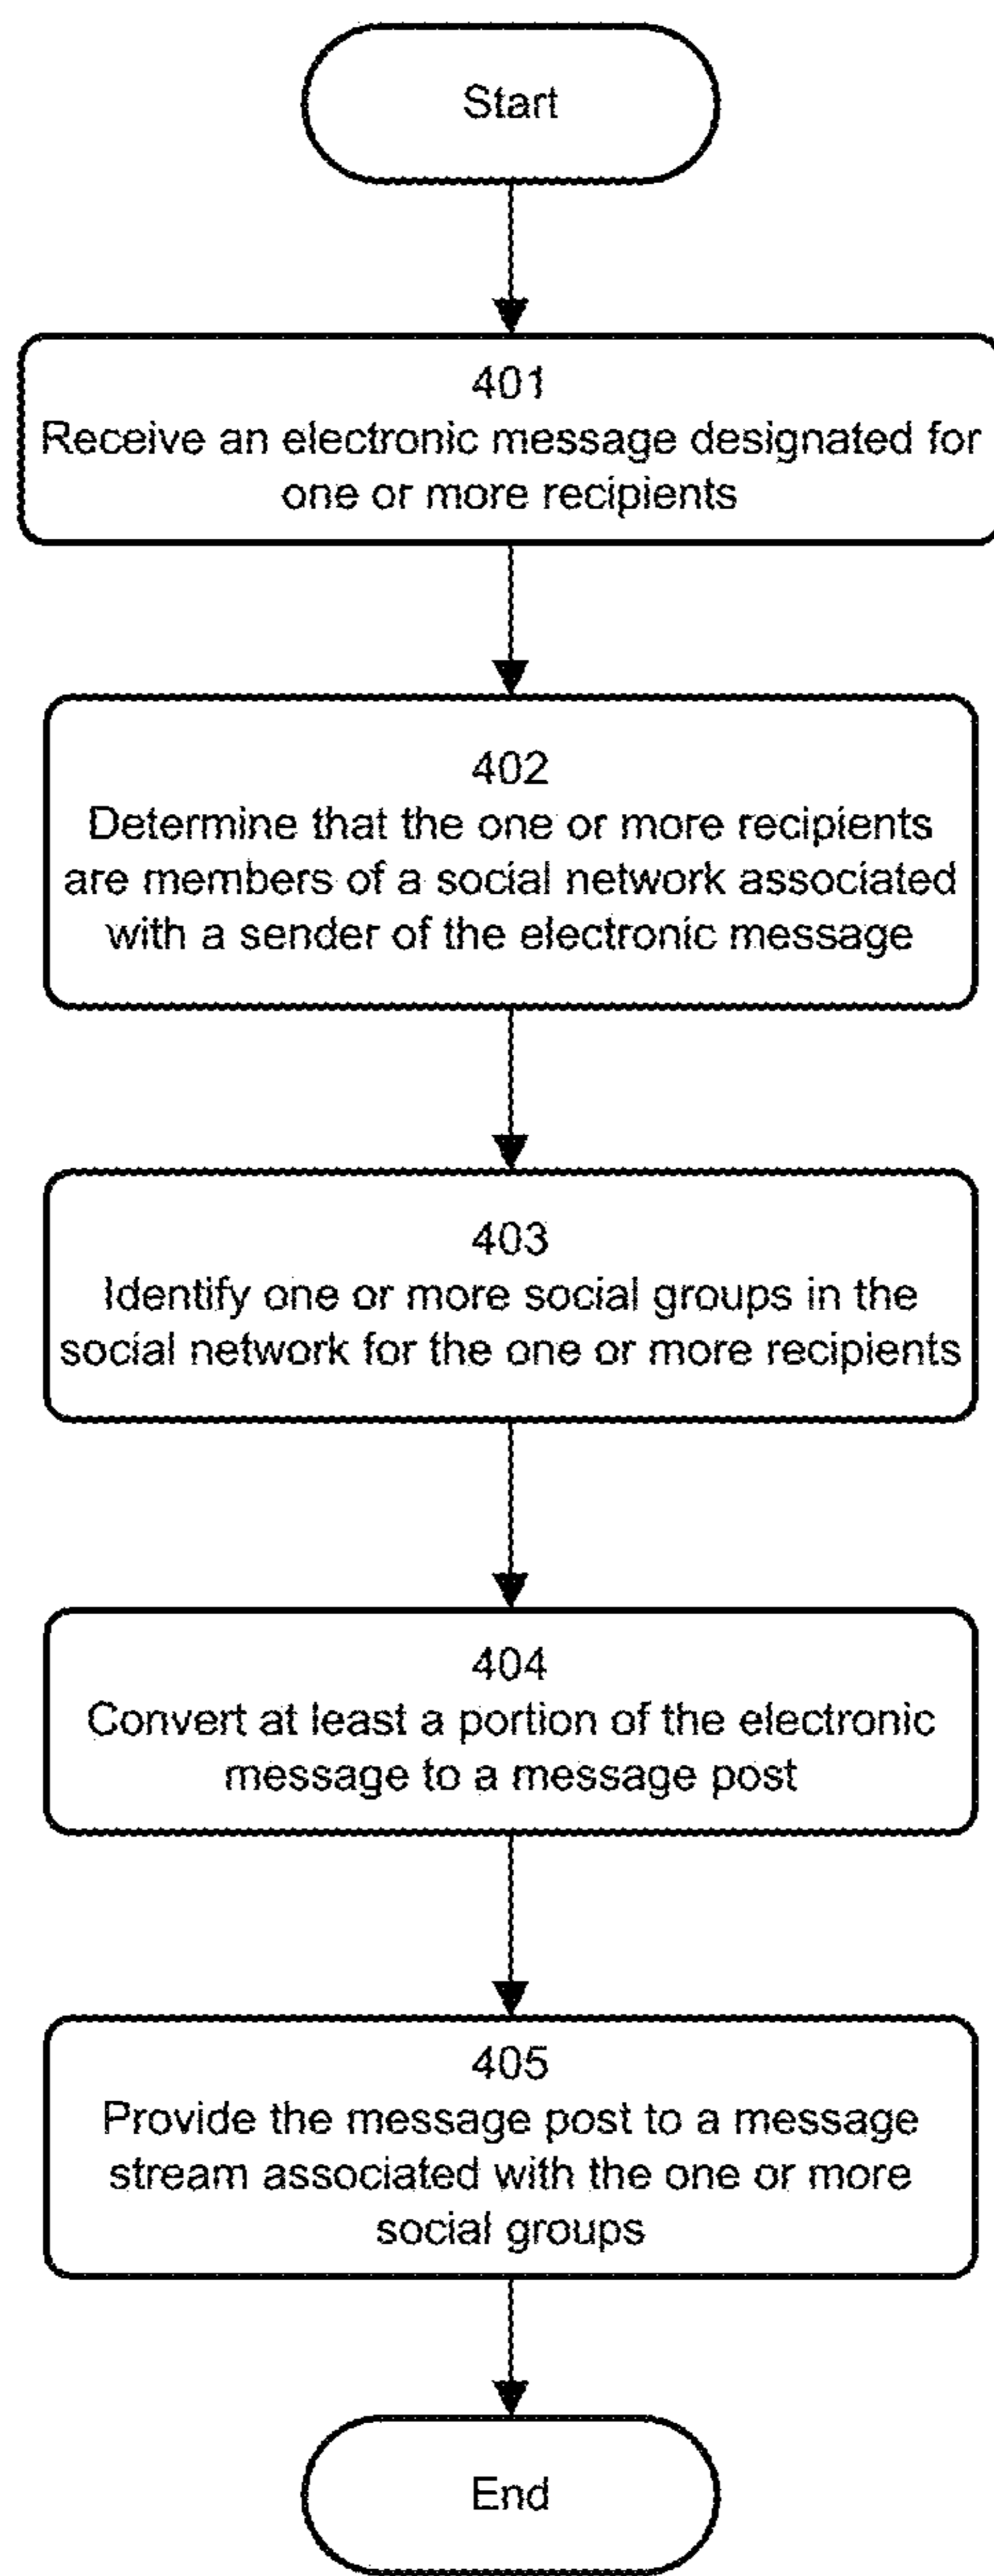 Start
401
Receive an electronic message designated for
one or more recipients
402
Determine that the one or more recipients
are members of a social network associated
with a sender of the electronic message
403
Identify one or more social groups in the
social network for the one or more recipients
404
Convert at least a portion of the electronic
message to a message post
405
Provide the message post to a message
stream associated with the one or more
social groups
End